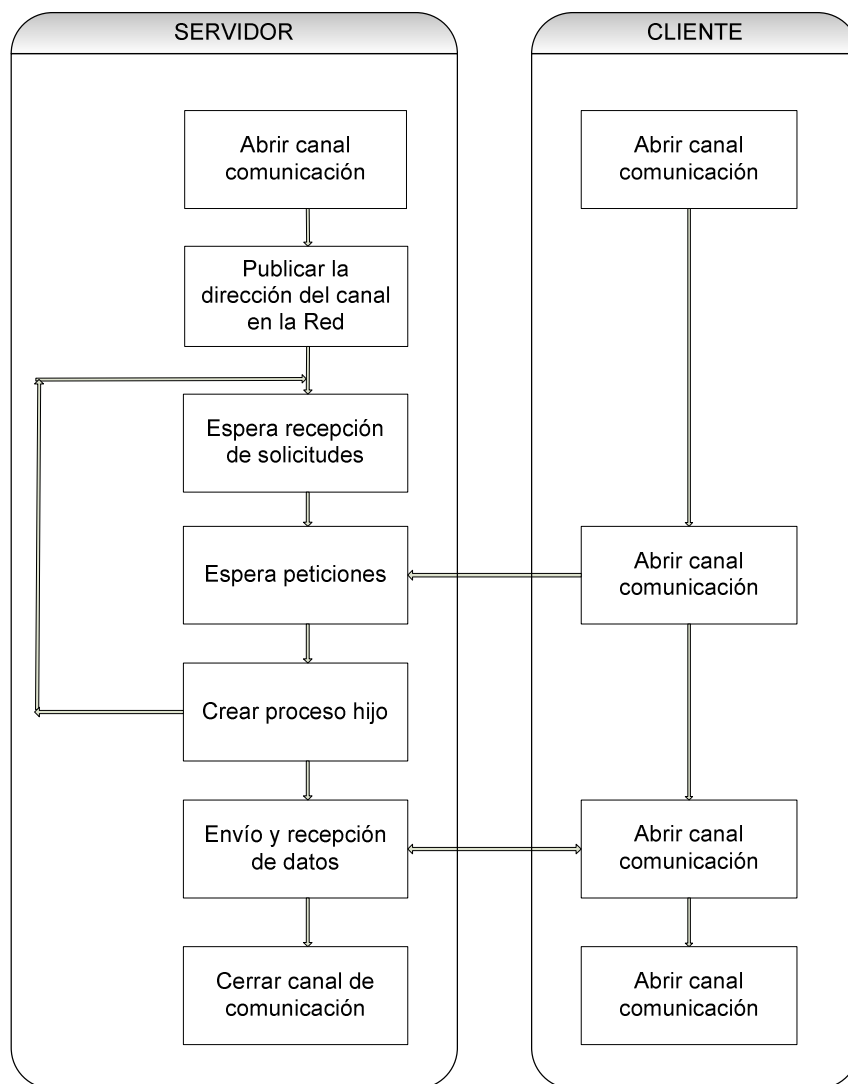 SERVIDOR
Abrir canal
comunicación
Publicar la
dirección del canal
en la Red
Espera recepción
de solicitudes
Espera peticiones
Crear proceso hijo
Envío y recepción
de datos
Cerrar canal de
comunicación
CLIENTE
Abrir canal
comunicación
Abrir canal
comunicación
Abrir canal
comunicación
Abrir canal
comunicación